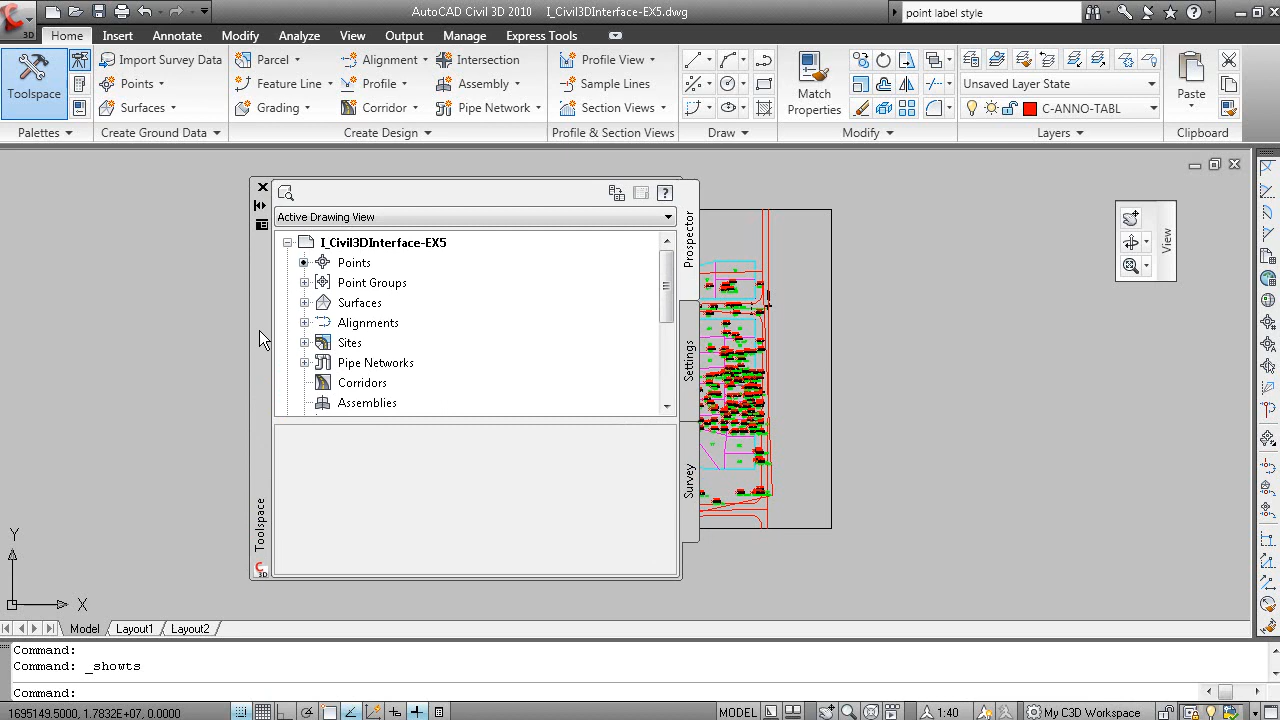 AutoCAD Civil 3D 2010 I_Civil3DInterface-EX5.dwg
point label style
3D
Home Insert Annotate Modify Analyze View Output Manage Express Tools
Toolspace
Import Survey Data
Points
Surfaces
Parcel
Feature Line
Grading
Alignment
Profile
Corridor
Intersection
Assembly
Pipe Network
Profile View
Sample Lines
Section Views
Match
Properties
Unsaved Layer State
C-ANNO-TABL
Paste
Palettes
Create Ground Data
Create Design
Profile & Section Views
Draw
Modify
Layers
Clipboard
Active Drawing View
I_Civil3DInterface-EX5
Points
Point Groups
Surfaces
Alignments
Sites
Pipe Networks
Corridors
Assemblies
Prospector
Settings
Survey
Toolspace
3D
View
Y
X
Model Layout1 Layout2
Command:
Command: _showts
Command:
1695149.5000, 1.7832E+07, 0.0000
MODEL
1:40
My C3D Workspace